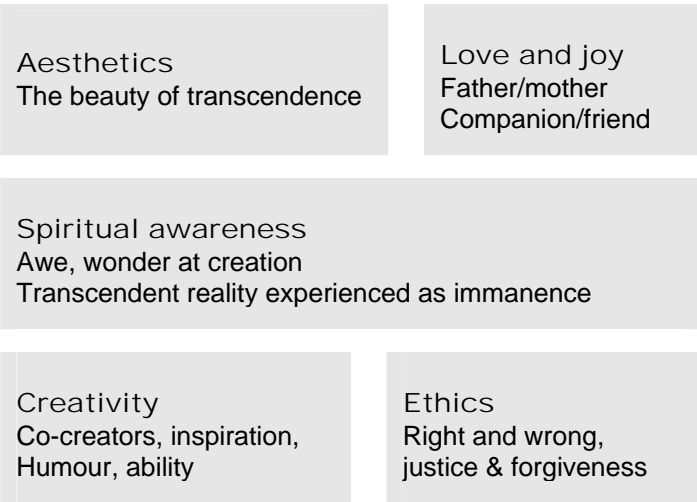 Aesthetics
The beauty of transcendence
Love and joy
Father/mother
Companion/friend
Spiritual awareness
Awe, wonder at creation
Transcendent reality experienced as immanence
Creativity
Co-creators, inspiration,
Humour, ability
Ethics
Right and wrong,
justice & forgiveness